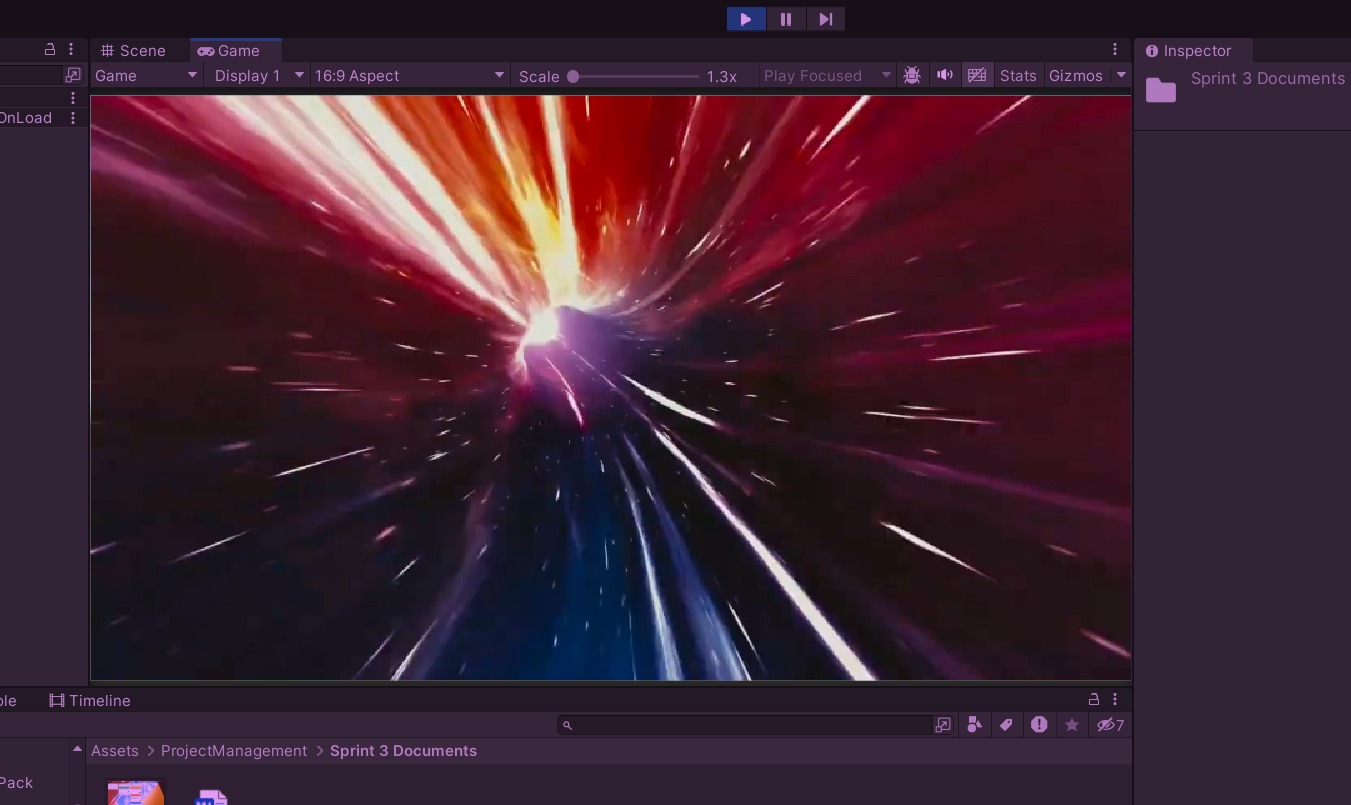 Scene Game Inspector
Game Display 1 16:9 Aspect Scale 1.3x Play Focused Stats Gizmos
Sprint 3 Documents
OnLoad
ole Timeline
7
Assets > ProjectManagement > Sprint 3 Documents
Pack